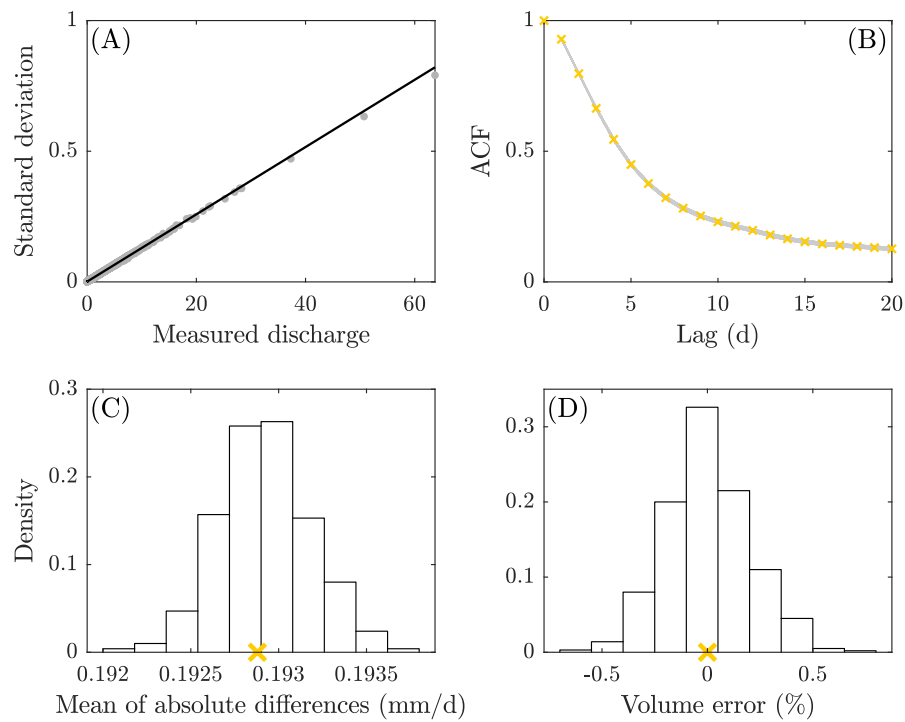 (A)
Standard deviation
1
0.5
0
0 20 40 60
Measured discharge
(B)
ACF
1
0.5
0
0 5 10 15 20
Lag (d)
(C)
Density
0.3
0.2
0.1
0
0.192 0.1925 0.193 0.1935
Mean of absolute differences (mm/d)
(D)
0.3
0.2
0.1
0
-0.5 0 0.5
Volume error (%)